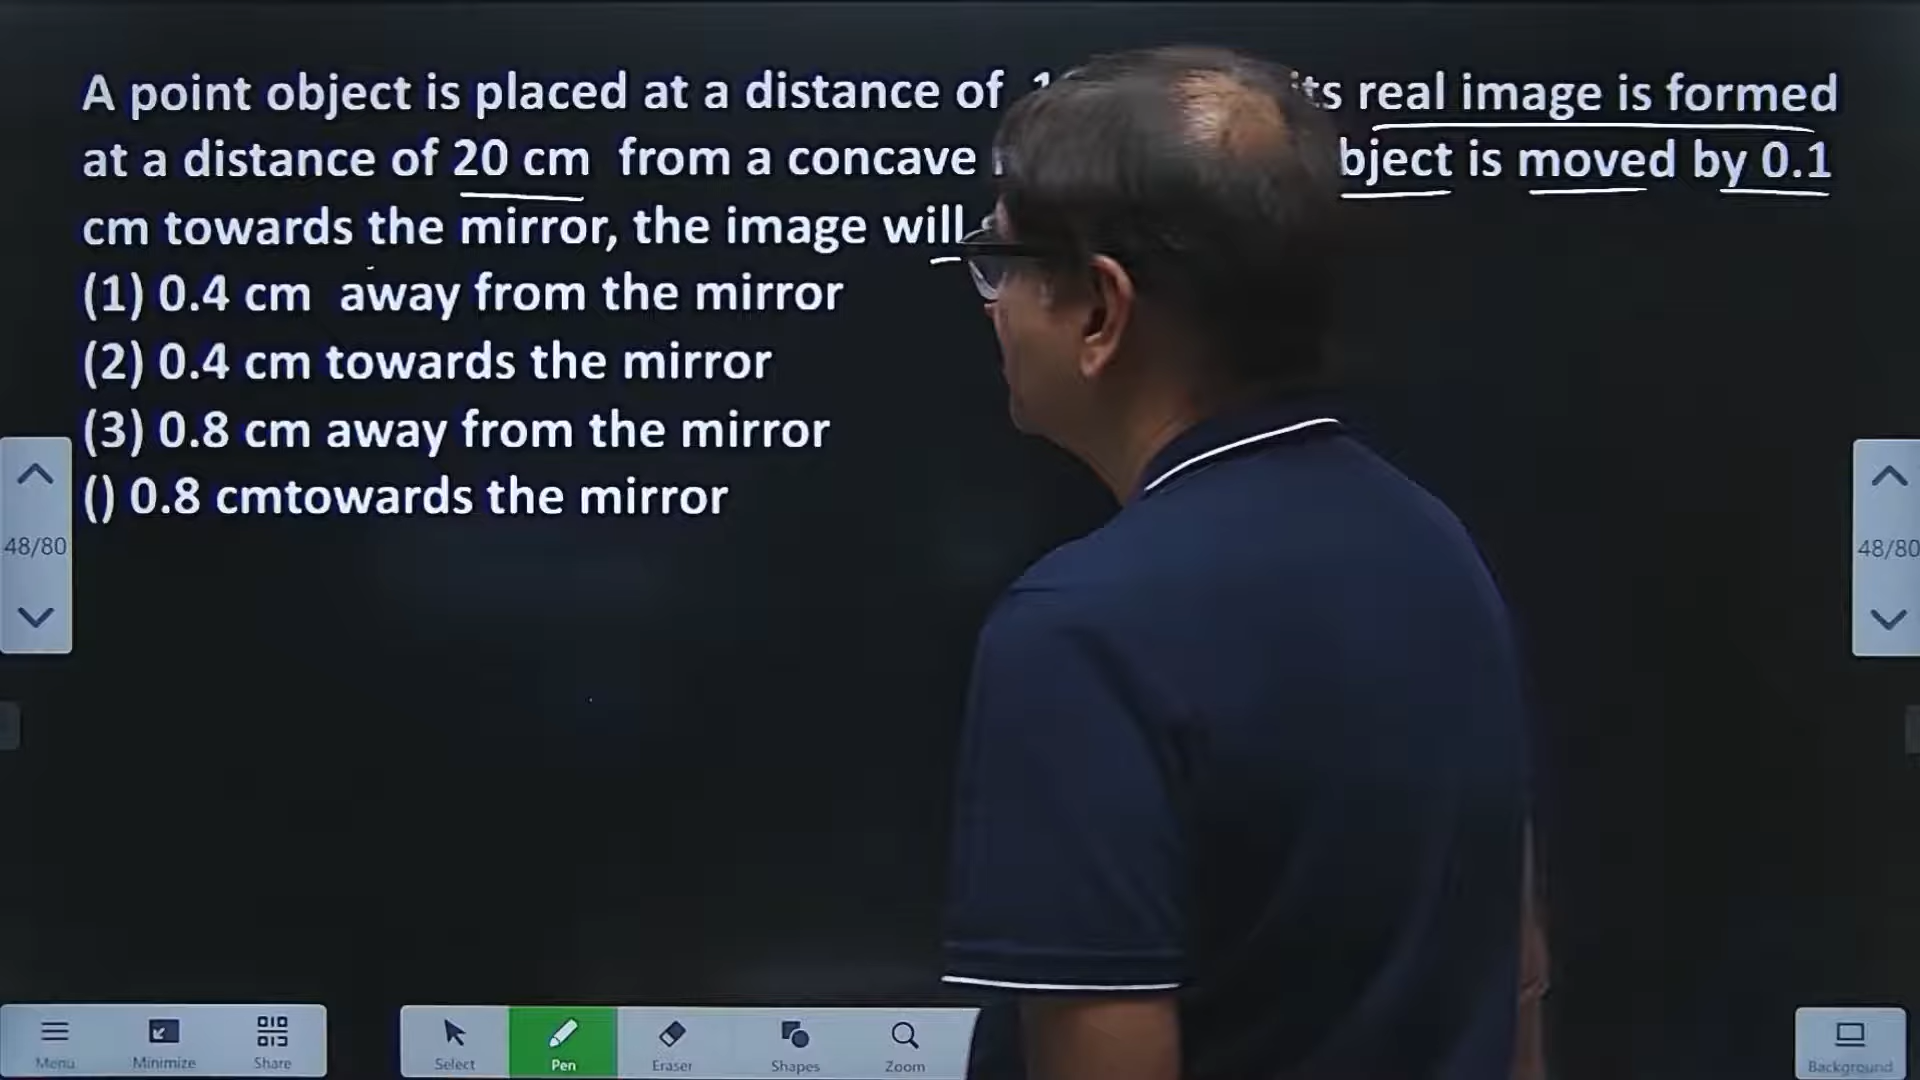 A point object is placed at a distance of its real image is formed
at a distance of 20 cm from a concave bject is moved by 0.1
cm towards the mirror, the image will
(1) 0.4 cm away from the mirror
(2) 0.4 cm towards the mirror
(3) 0.8 cm away from the mirror
() 0.8 cmtowards the mirror
48/80
48/80
Menu Minimize Share Select Pen Eraser Shapes Zoom Background